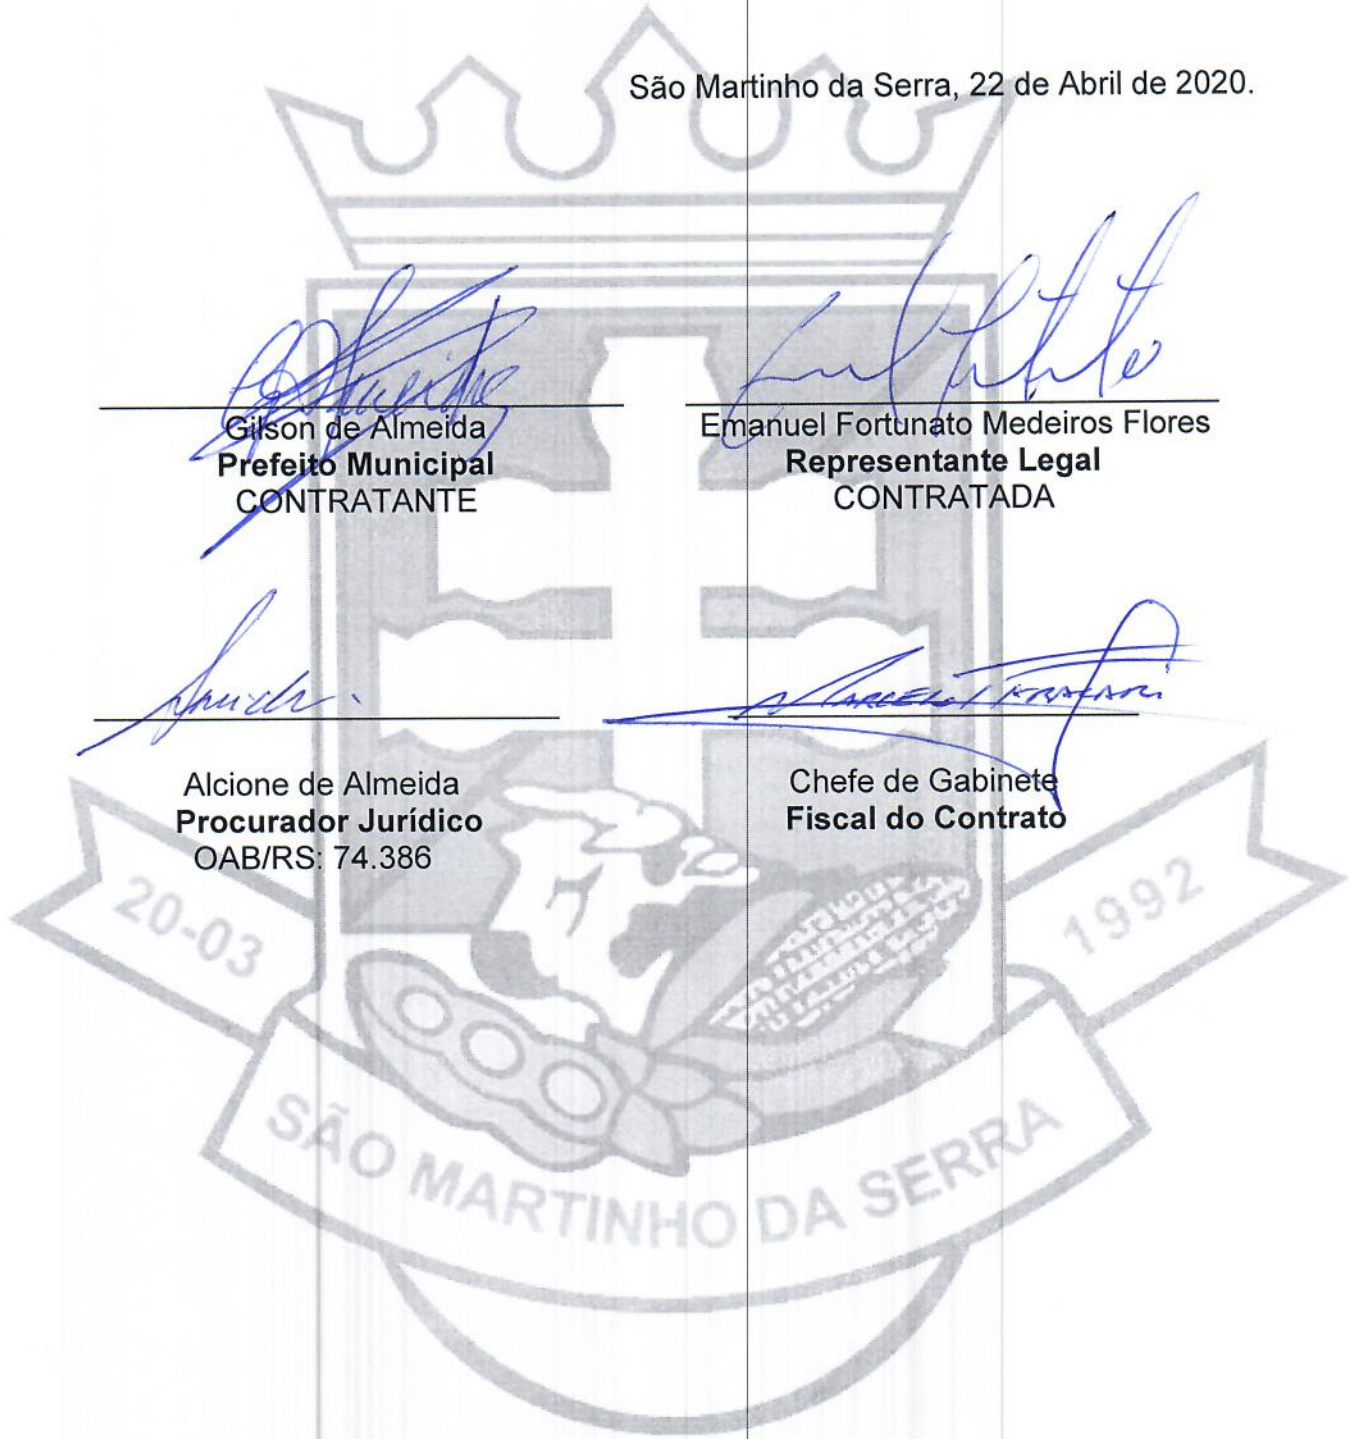 São Martinho da Serra, 22 de Abril de 2020.
Gilson de Almeida
Prefeito Municipal
CONTRATANTE
Emanuel Fortunato Medeiros Flores
Representante Legal
CONTRATADA
Alcione de Almeida
Procurador Jurídico
OAB/RS: 74.386
Chefe de Gabinete
Fiscal do Contrato
20-03
1992
SÃO MARTINHO DA SERRA